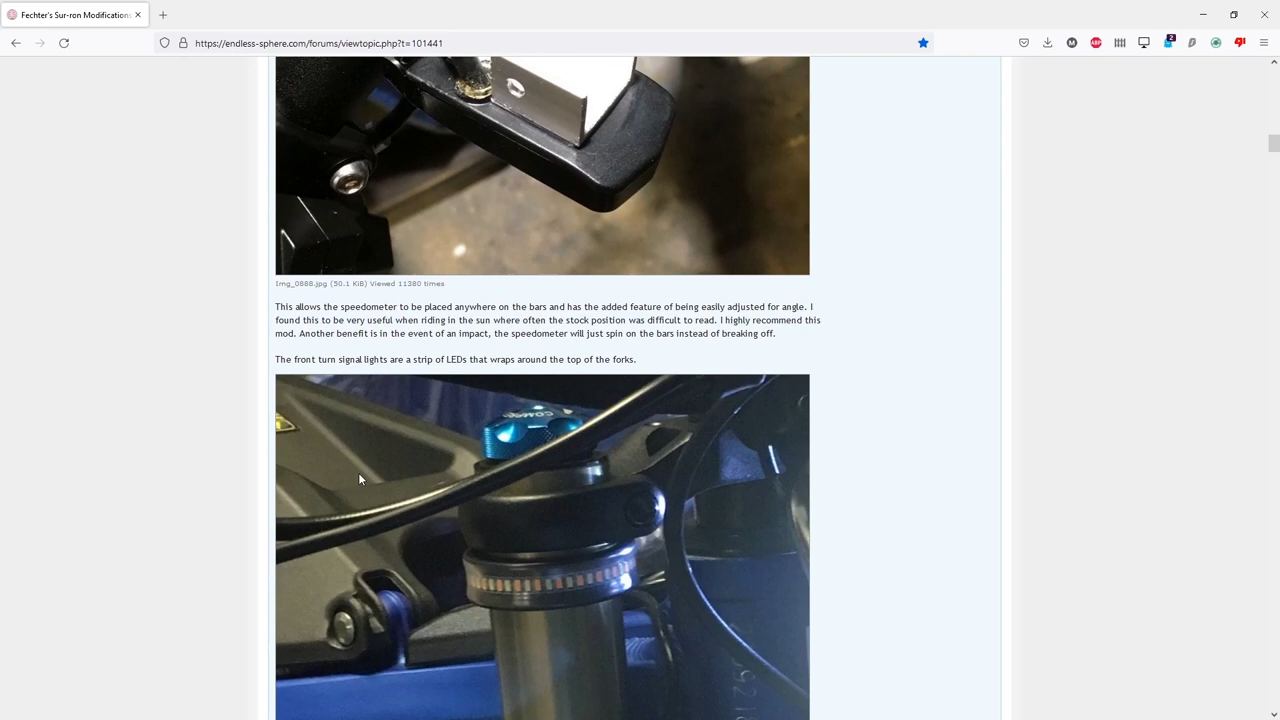 Fechter's Sur-ron Modifications
https://endless-sphere.com/forums/viewtopic.php?t=101441
M
ABP
2
Img_0888.jpg (50.1 KiB) Viewed 11380 times
This allows the speedometer to be placed anywhere on the bars and has the added feature of being easily adjusted for angle. I
found this to be very useful when riding in the sun where often the stock position was difficult to read. I highly recommend this
mod. Another benefit is in the event of an impact, the speedometer will just spin on the bars instead of breaking off.
The front turn signal lights are a strip of LEDs that wraps around the top of the forks.